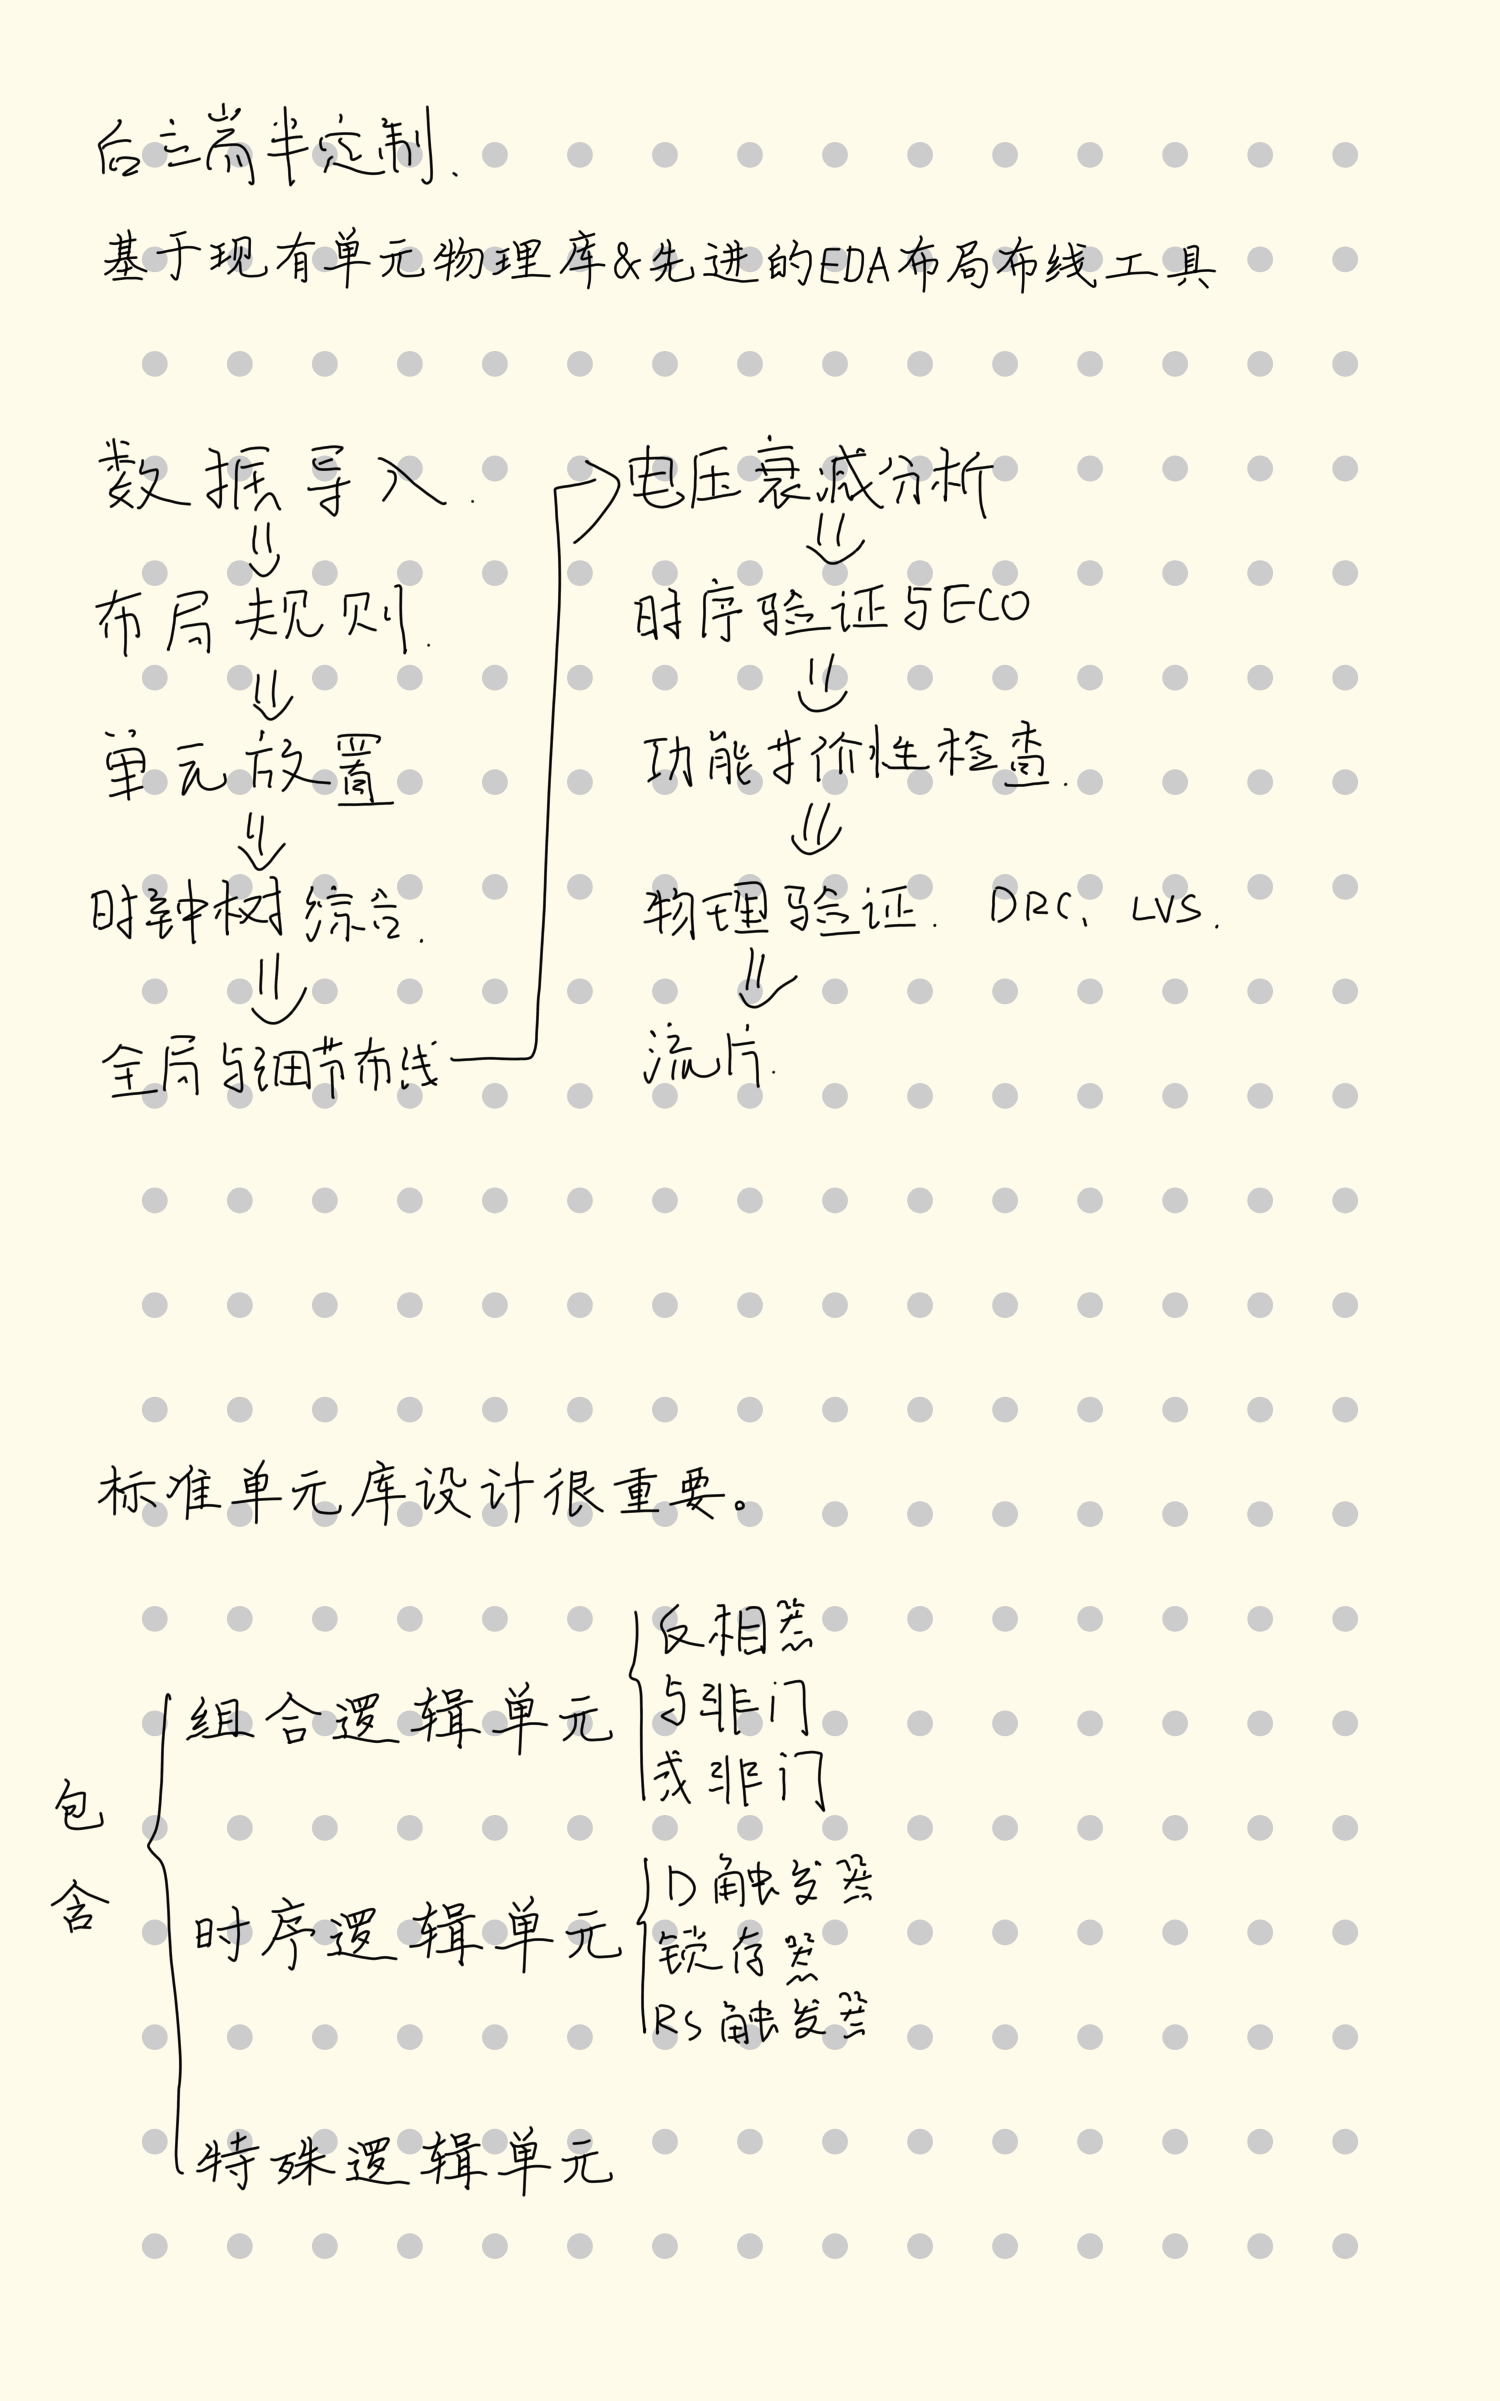 后端半定制.
基于现有单元物理库&先进的EDA布局布线工具
数据导入.
布局规则.
单元放置
时钟树综合.
全局与细节布线
电压衰减分析
时序验证与ECO
功能等价性检查.
物理验证. DRC、LVS.
流片.
标准单元库设计很重要。
包含
组合逻辑单元
反相器
与非门
或非门
时序逻辑单元
D触发器
锁存器
RS触发器
特殊逻辑单元